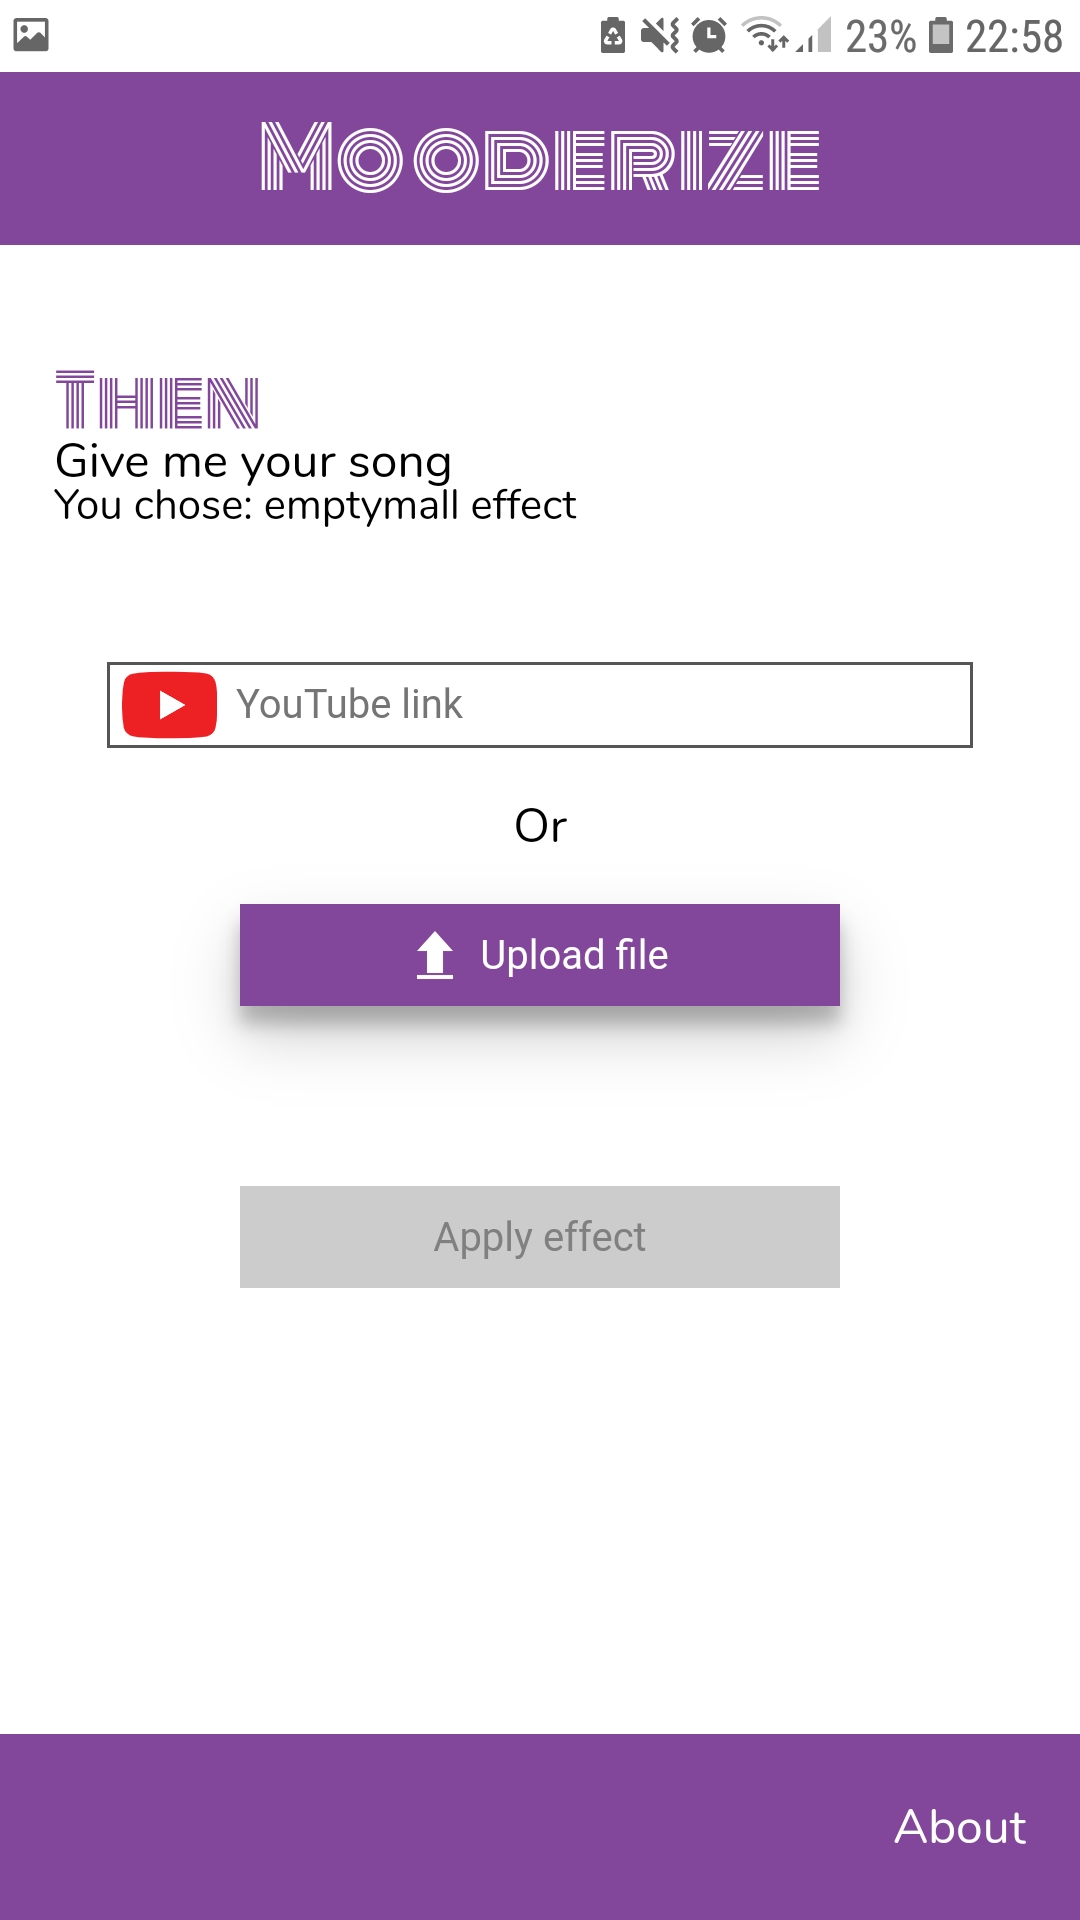 23% 22:58
Mooderize
Then
Give me your song
You chose: emptymall effect
YouTube link
Or
Upload file
Apply effect
About